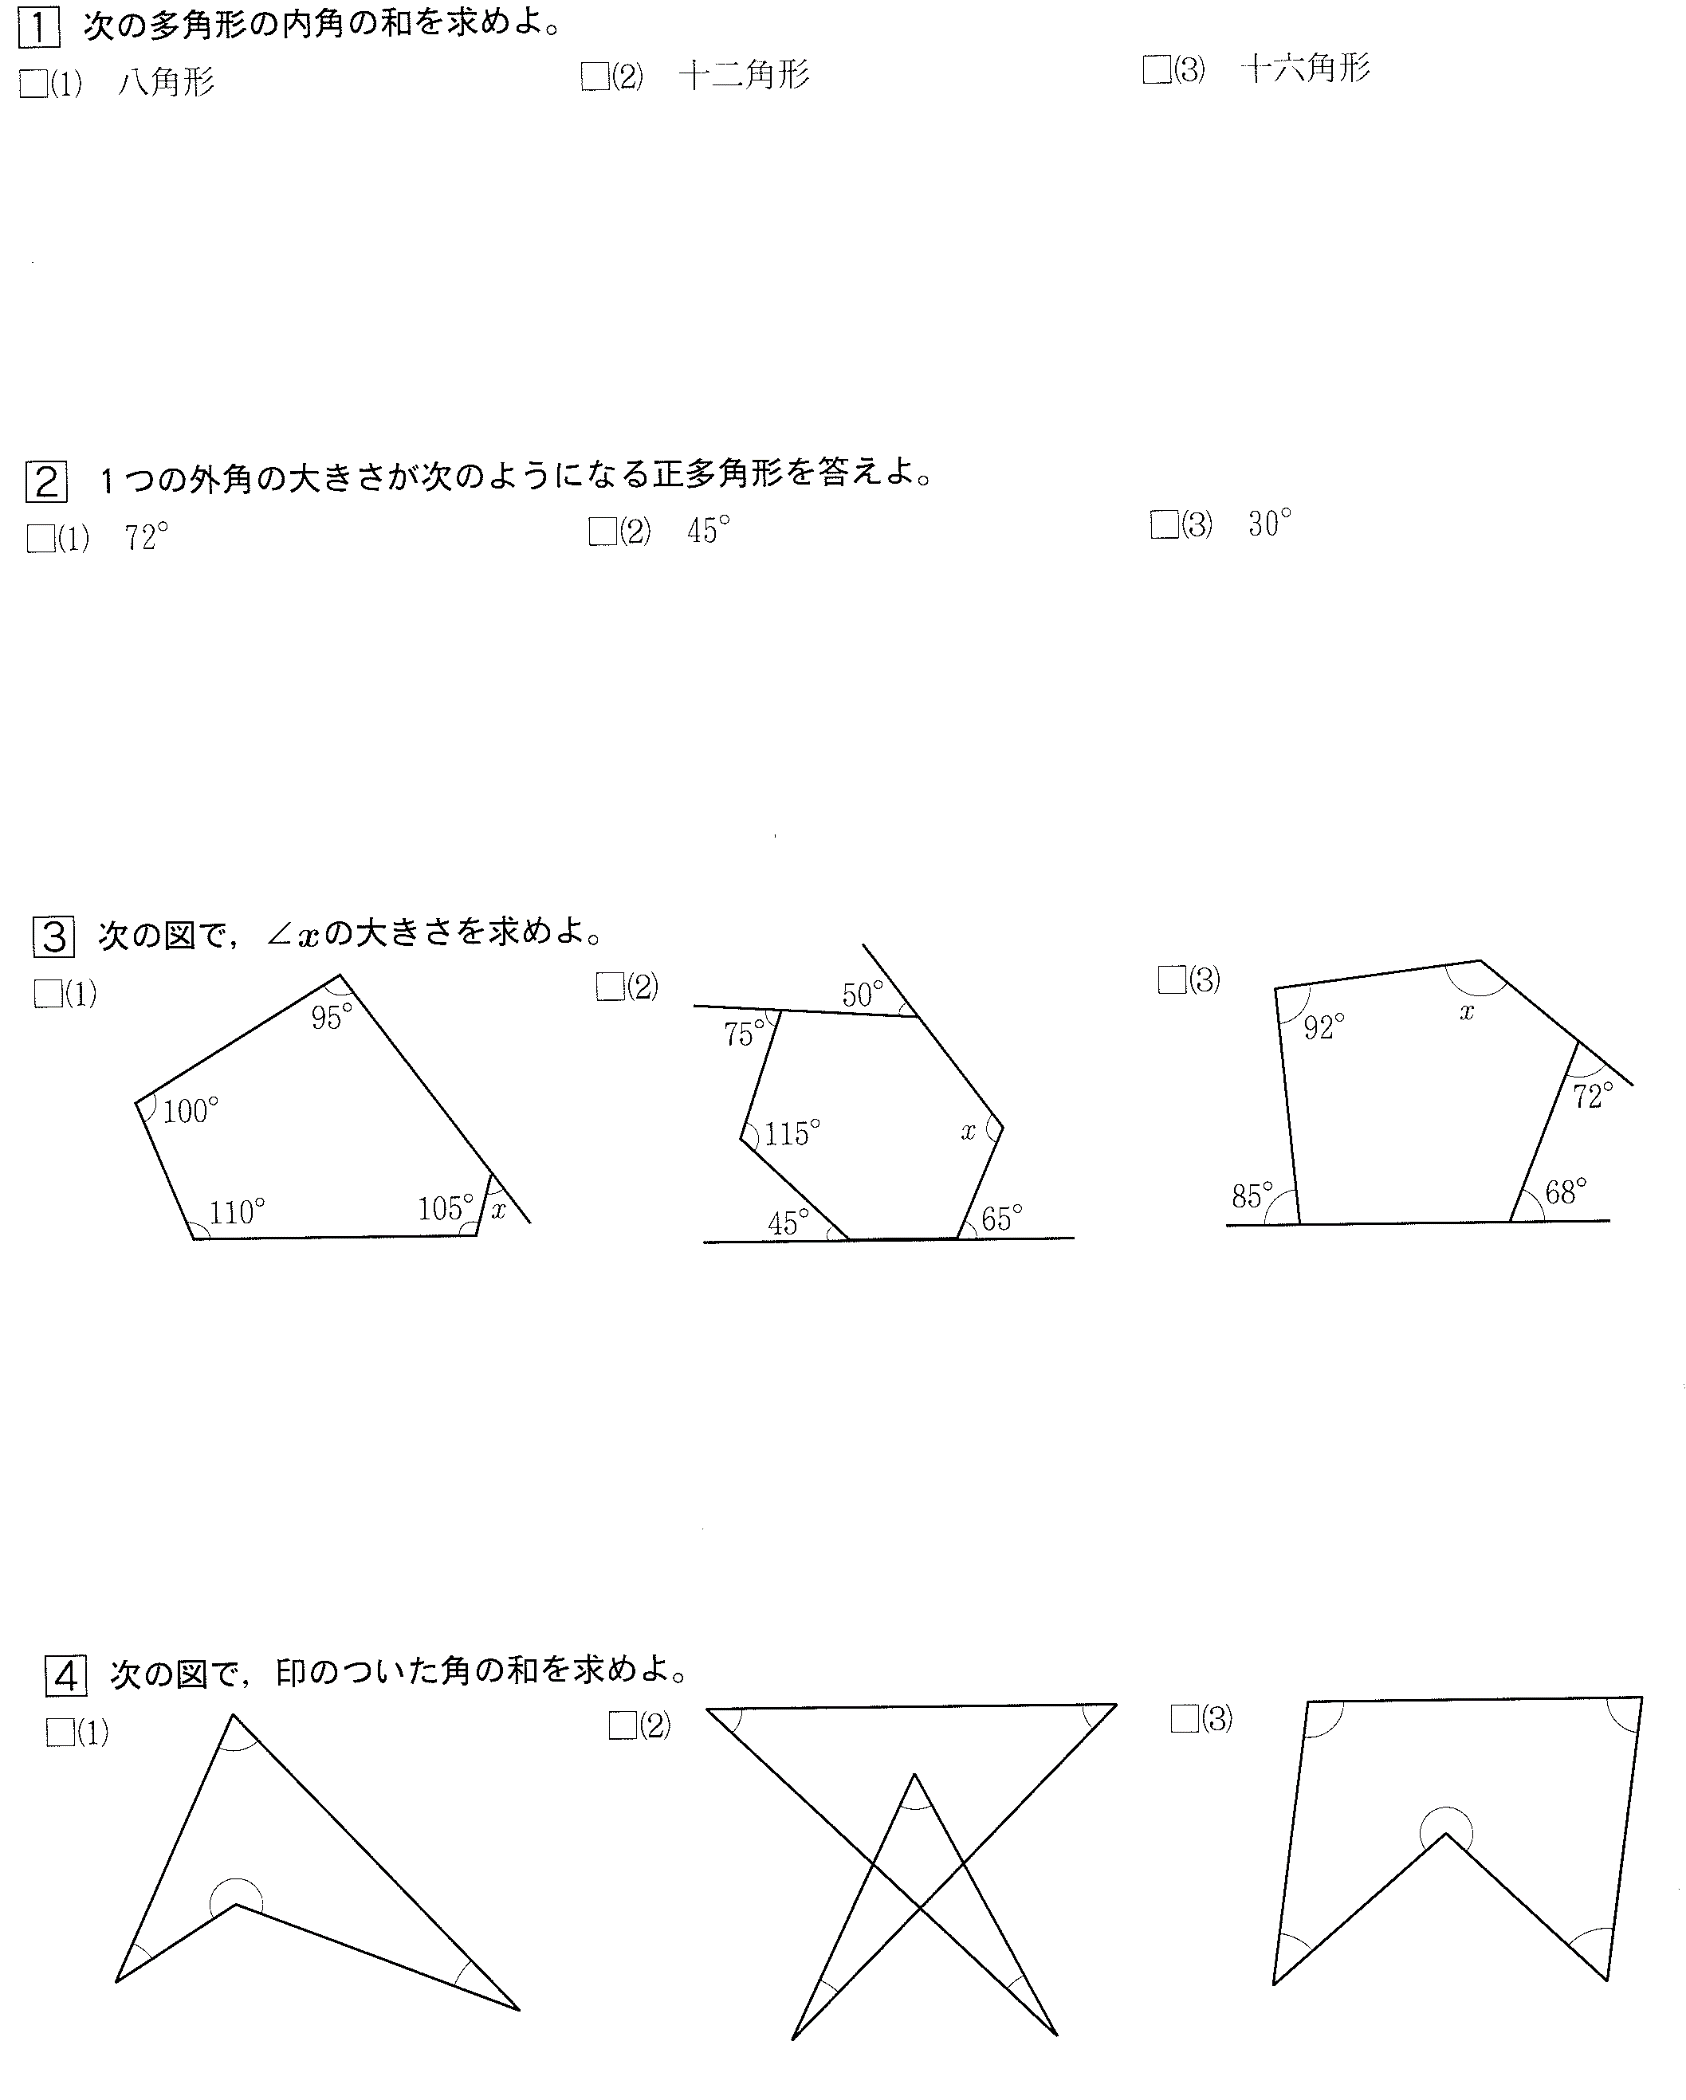 1 次の多角形の内角の和を求めよ。
□(1) 八角形 □(2) 十二角形 □(3) 十六角形
2 1つの外角の大きさが次のようになる正多角形を答えよ。
□(1) 72° □(2) 45° □(3) 30°
3 次の図で，∠xの大きさを求めよ。
□(1) □(2) □(3)
95°
100°
110°
105°
x
50°
75°
115°
x
45°
65°
92°
x
72°
85°
68°
4 次の図で，印のついた角の和を求めよ。
□(1) □(2) □(3)